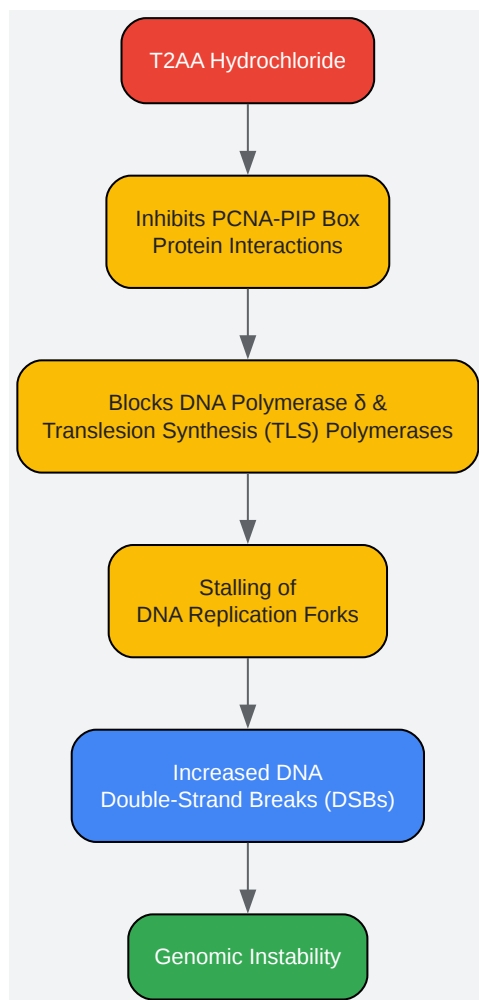 T2AA Hydrochloride
Inhibits PCNA-PIP Box
Protein Interactions
Blocks DNA Polymerase δ &
Translesion Synthesis (TLS) Polymerases
Stalling of
DNA Replication Forks
Increased DNA
Double-Strand Breaks (DSBs)
Genomic Instability